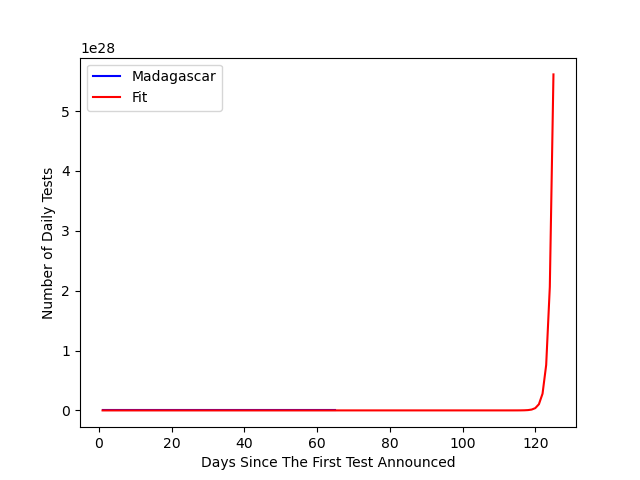 1e28
Madagascar
Fit
Number of Daily Tests
5
4
3
2
1
0
0 20 40 60 80 100 120
Days Since The First Test Announced